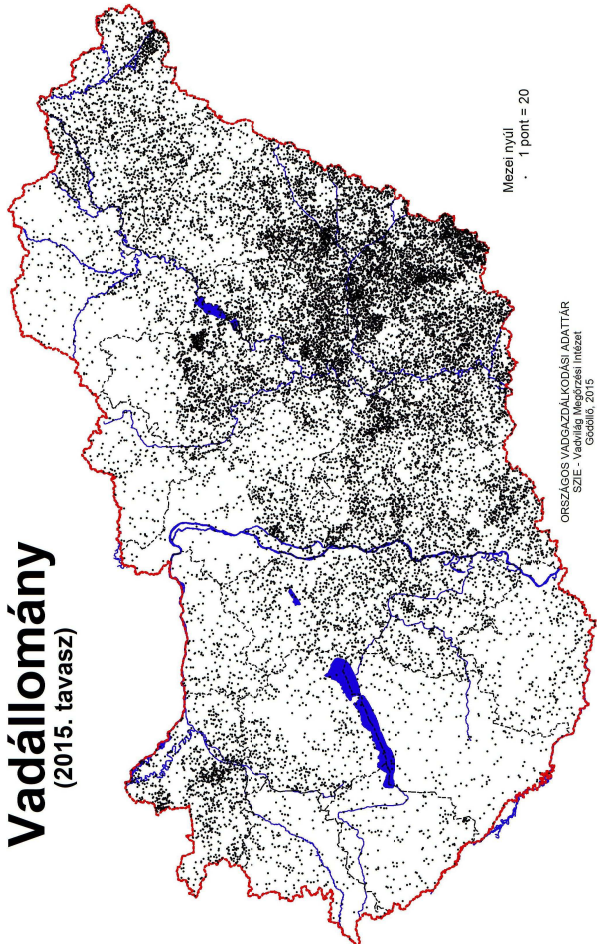 Vadállomány
(2015. tavasz)
Mezei nyúl
· 1 pont = 20
ORSZÁGOS VADGAZDÁLKODÁSI ADATTÁR
SZIE - Vadvilág Megőrzési Intézet
Gödöllő, 2015